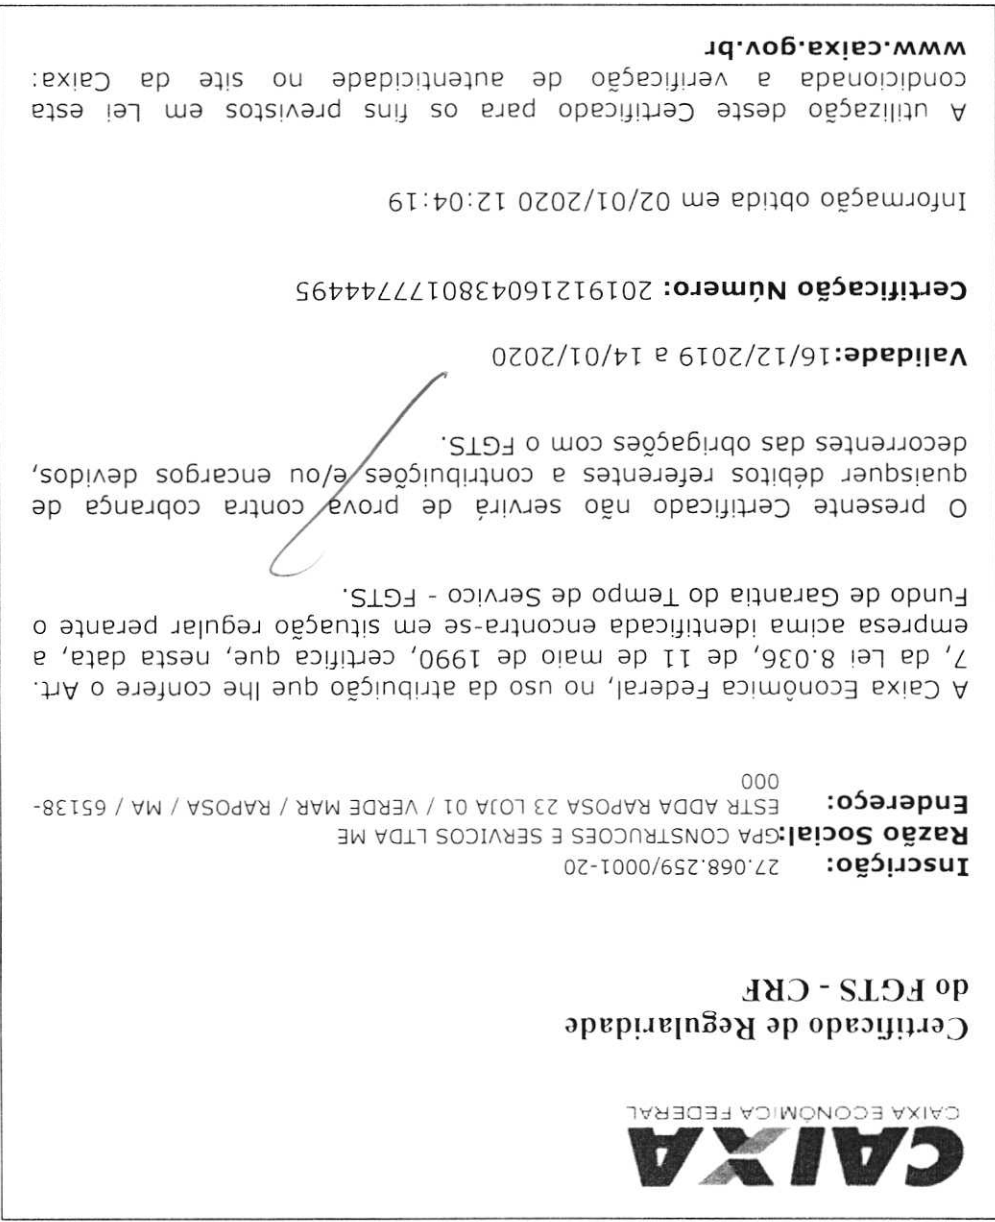 CAIXA
CAIXA ECONÔMICA FEDERAL
Certificado de Regularidade
do FGTS - CRF
Inscrição: 27.068.259/0001-20
Razão Social:GPA CONSTRUCOES E SERVICOS LTDA ME
Endereço: ESTR ADDA RAPOSA 23 LOJA 01 / VERDE MAR / RAPOSA / MA / 65138-
000
A Caixa Econômica Federal, no uso da atribuição que lhe confere o Art.
7, da Lei 8.036, de 11 de maio de 1990, certifica que, nesta data, a
empresa acima identificada encontra-se em situação regular perante o
Fundo de Garantia do Tempo de Servico - FGTS.
O presente Certificado não servirá de prova contra cobrança de
quaisquer débitos referentes a contribuições e/ou encargos devidos,
decorrentes das obrigações com o FGTS.
Validade:16/12/2019 a 14/01/2020
Certificação Número: 2019121604380177744495
Informação obtida em 02/01/2020 12:04:19
A utilização deste Certificado para os fins previstos em Lei esta
condicionada a verificação de autenticidade no site da Caixa:
www.caixa.gov.br